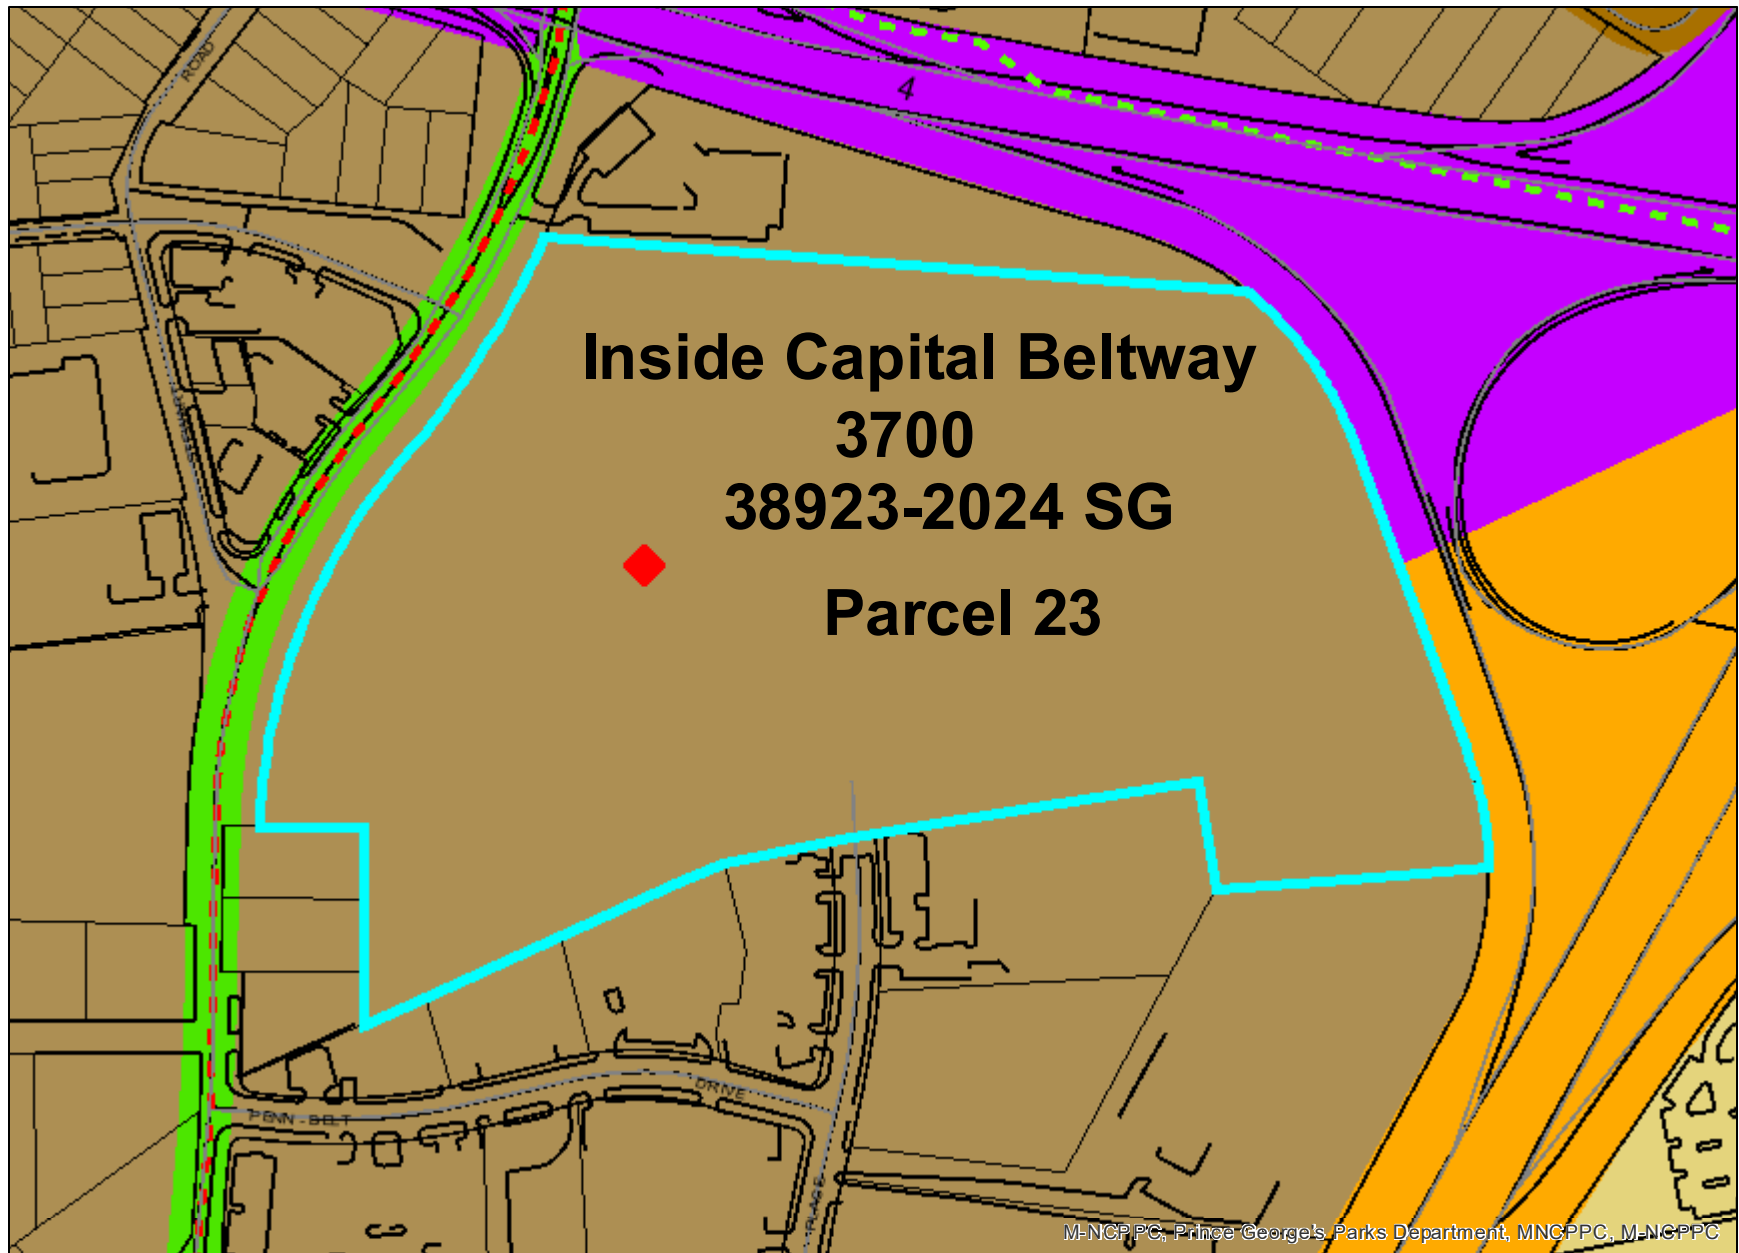 ROAD
4
Inside Capital Beltway
3700
38923-2024 SG
Parcel 23
DRIVE
PENN - BELT
PLACE
M-NCPPC, Prince George's Parks Department, MNCPPC, M-NCPPC